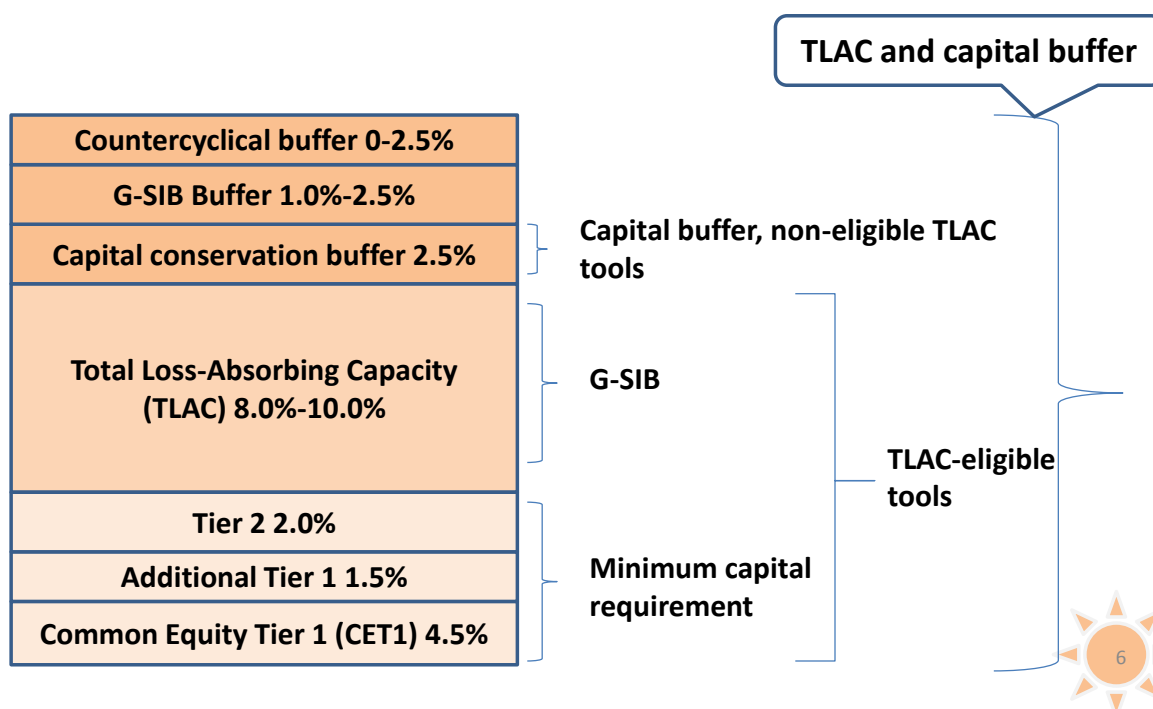 TLAC and capital buffer
Countercyclical buffer 0-2.5%
G-SIB Buffer 1.0%-2.5%
Capital conservation buffer 2.5%
Capital buffer, non-eligible TLAC
tools
Total Loss-Absorbing Capacity
(TLAC) 8.0%-10.0%
G-SIB
TLAC-eligible
tools
Tier 2 2.0%
Additional Tier 1 1.5%
Common Equity Tier 1 (CET1) 4.5%
Minimum capital
requirement
6